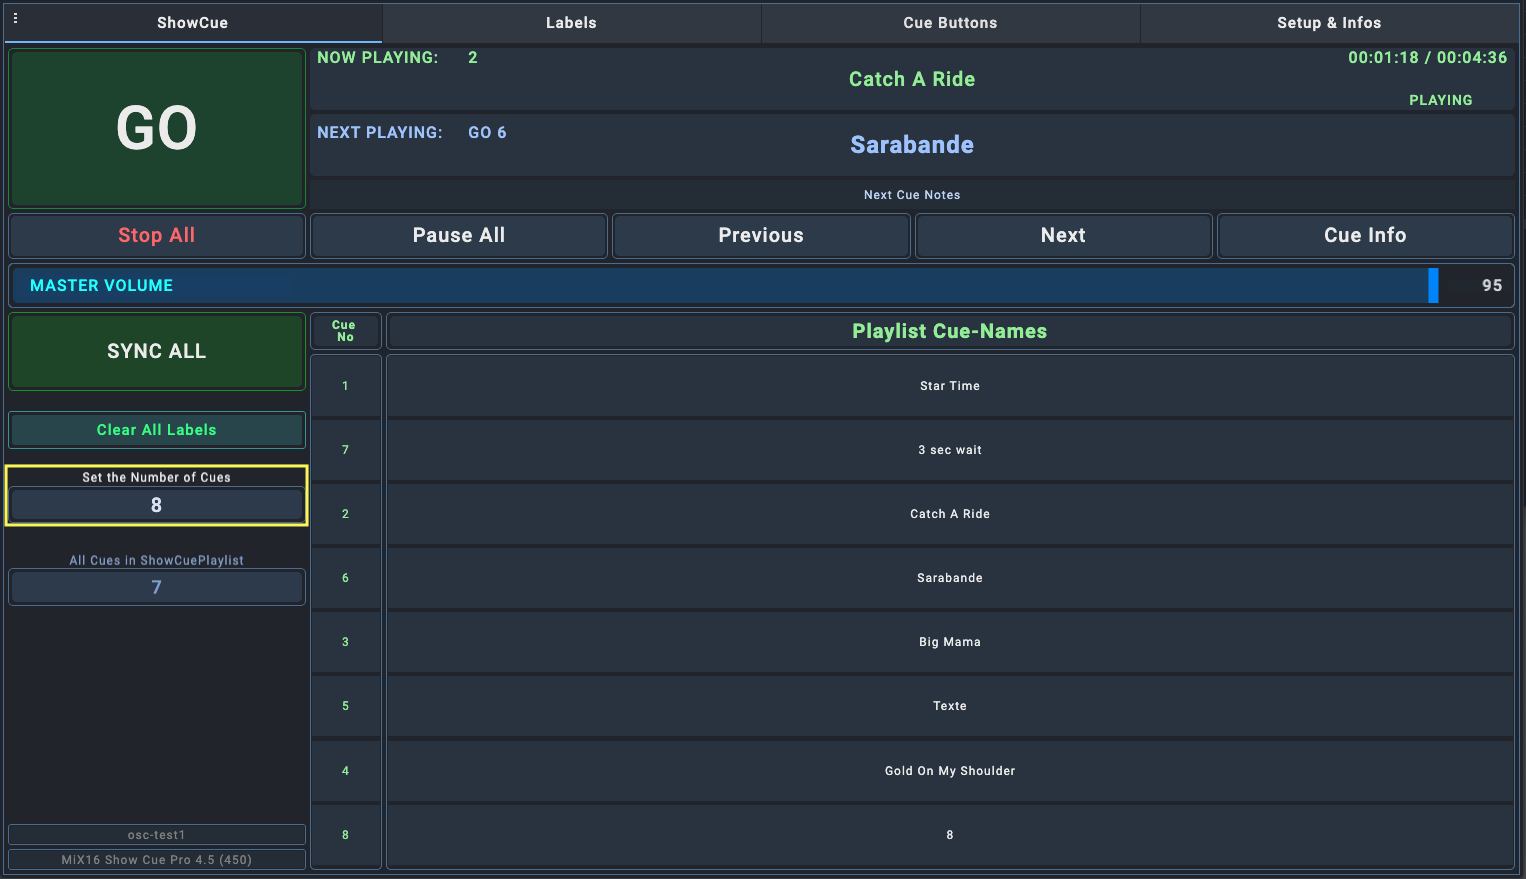 ShowCue
Labels
Cue Buttons
Setup & Infos
GO
NOW PLAYING: 2
00:01:18 / 00:04:36
Catch A Ride
PLAYING
NEXT PLAYING: GO 6
Sarabande
Next Cue Notes
Stop All
Pause All
Previous
Next
Cue Info
MASTER VOLUME
95
SYNC ALL
Clear All Labels
Set the Number of Cues
8
All Cues in ShowCuePlaylist
7
osc-test1
MiX16 Show Cue Pro 4.5 (450)
Cue
No
Playlist Cue-Names
1 Star Time
7 3 sec wait
2 Catch A Ride
6 Sarabande
3 Big Mama
5 Texte
4 Gold On My Shoulder
8 8